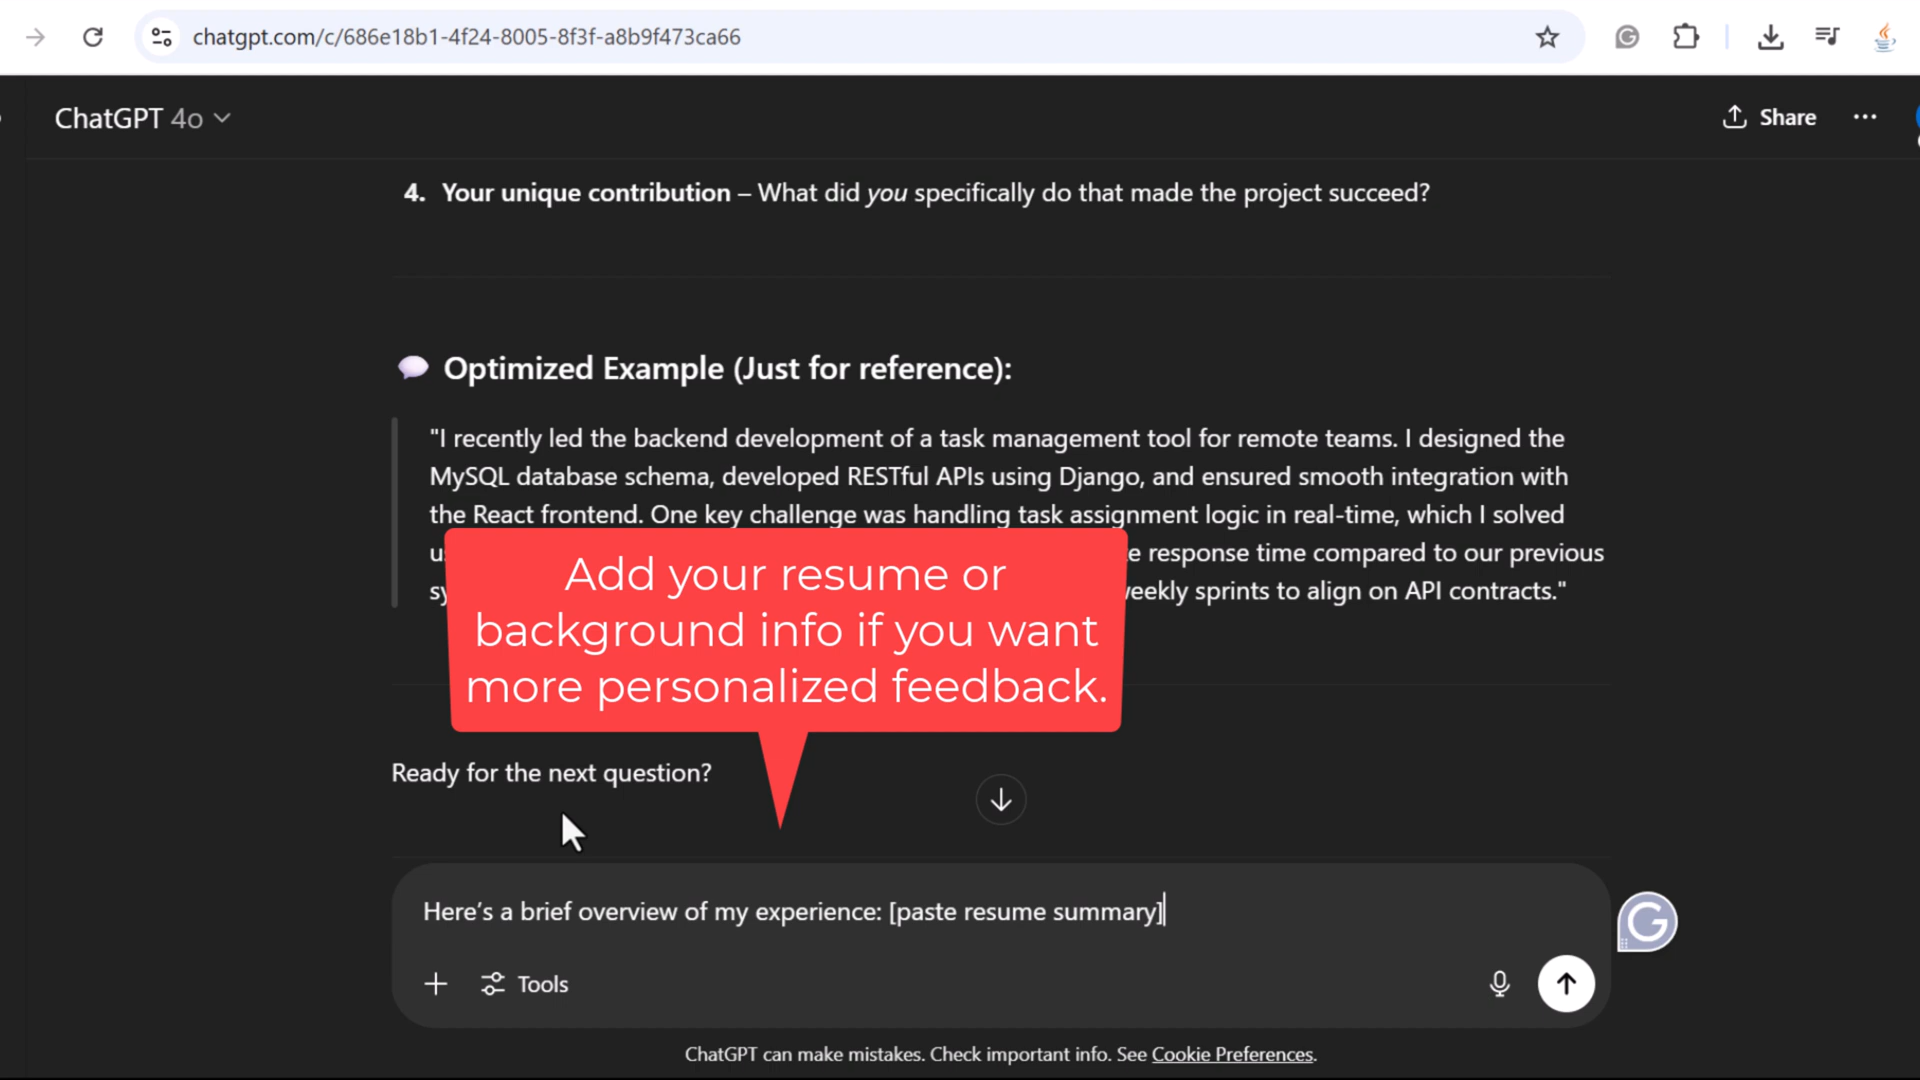 chatgpt.com/c/686e18b1-4f24-8005-8f3f-a8b9f473ca66
ChatGPT 4o
Share
4. Your unique contribution – What did you specifically do that made the project succeed?
Optimized Example (Just for reference):
"I recently led the backend development of a task management tool for remote teams. I designed the
MySQL database schema, developed RESTful APIs using Django, and ensured smooth integration with
the React frontend. One key challenge was handling task assignment logic in real-time, which I solved
response time compared to our previous
sprints to align on API contracts."
Add your resume or
background info if you want
more personalized feedback.
Ready for the next question?
Here's a brief overview of my experience: [paste resume summary]
Tools
ChatGPT can make mistakes. Check important info. See Cookie Preferences.